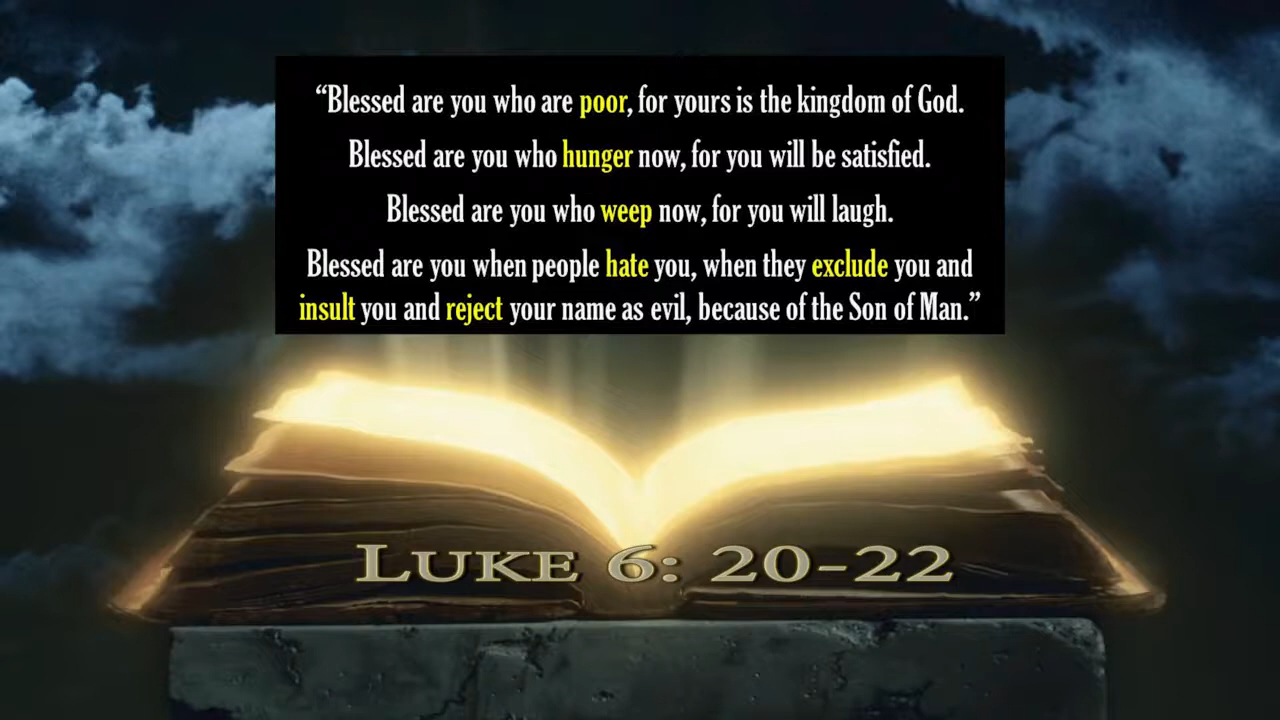 “Blessed are you who are poor, for yours is the kingdom of God.
Blessed are you who hunger now, for you will be satisfied.
Blessed are you who weep now, for you will laugh.
Blessed are you when people hate you, when they exclude you and
insult you and reject your name as evil, because of the Son of Man.”
LUKE 6: 20-22